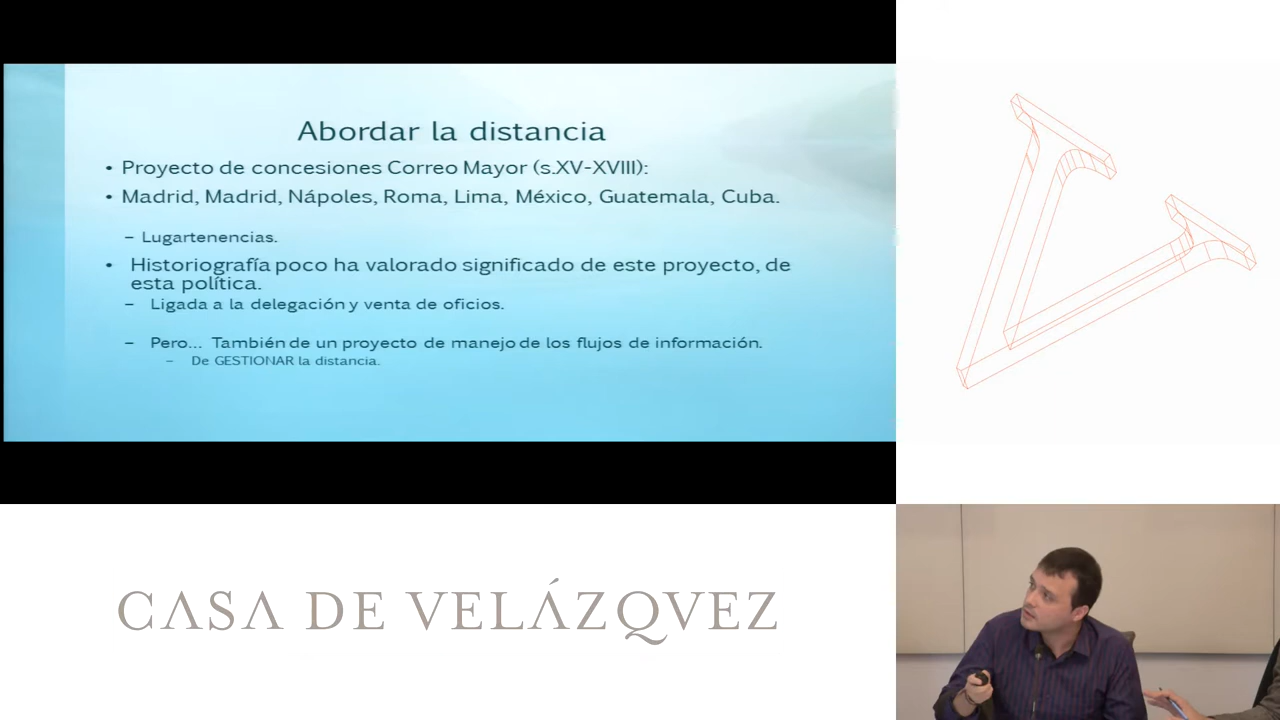 Abordar la distancia
• Proyecto de concesiones Correo Mayor (s.XV-XVIII):
• Madrid, Madrid, Nápoles, Roma, Lima, México, Guatemala, Cuba.
– Lugartenencias.
• Historiografía poco ha valorado significado de este proyecto, de
esta política.
– Ligada a la delegación y venta de oficios.
– Pero... También de un proyecto de manejo de los flujos de información.
– De GESTIONAR la distancia.
CASA DE VELÁZQVEZ